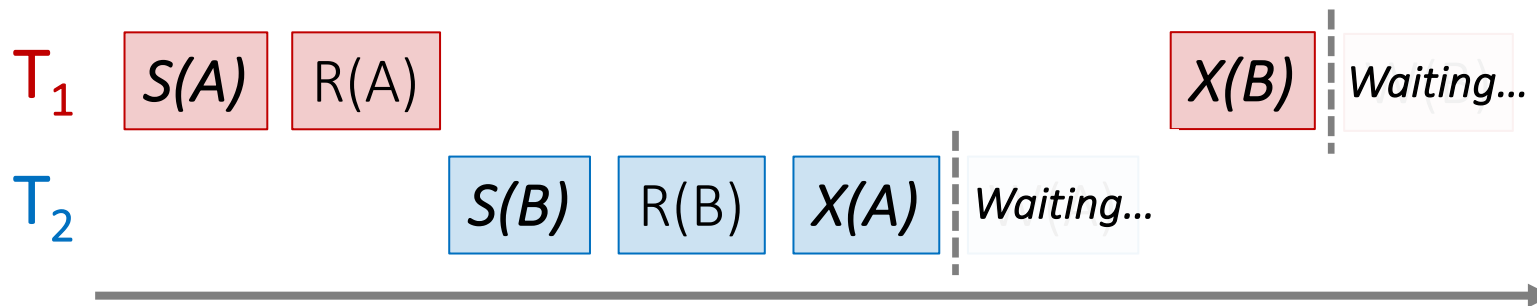 T1 S(A) R(A) X(B) Waiting...
T2 S(B) R(B) X(A) Waiting...